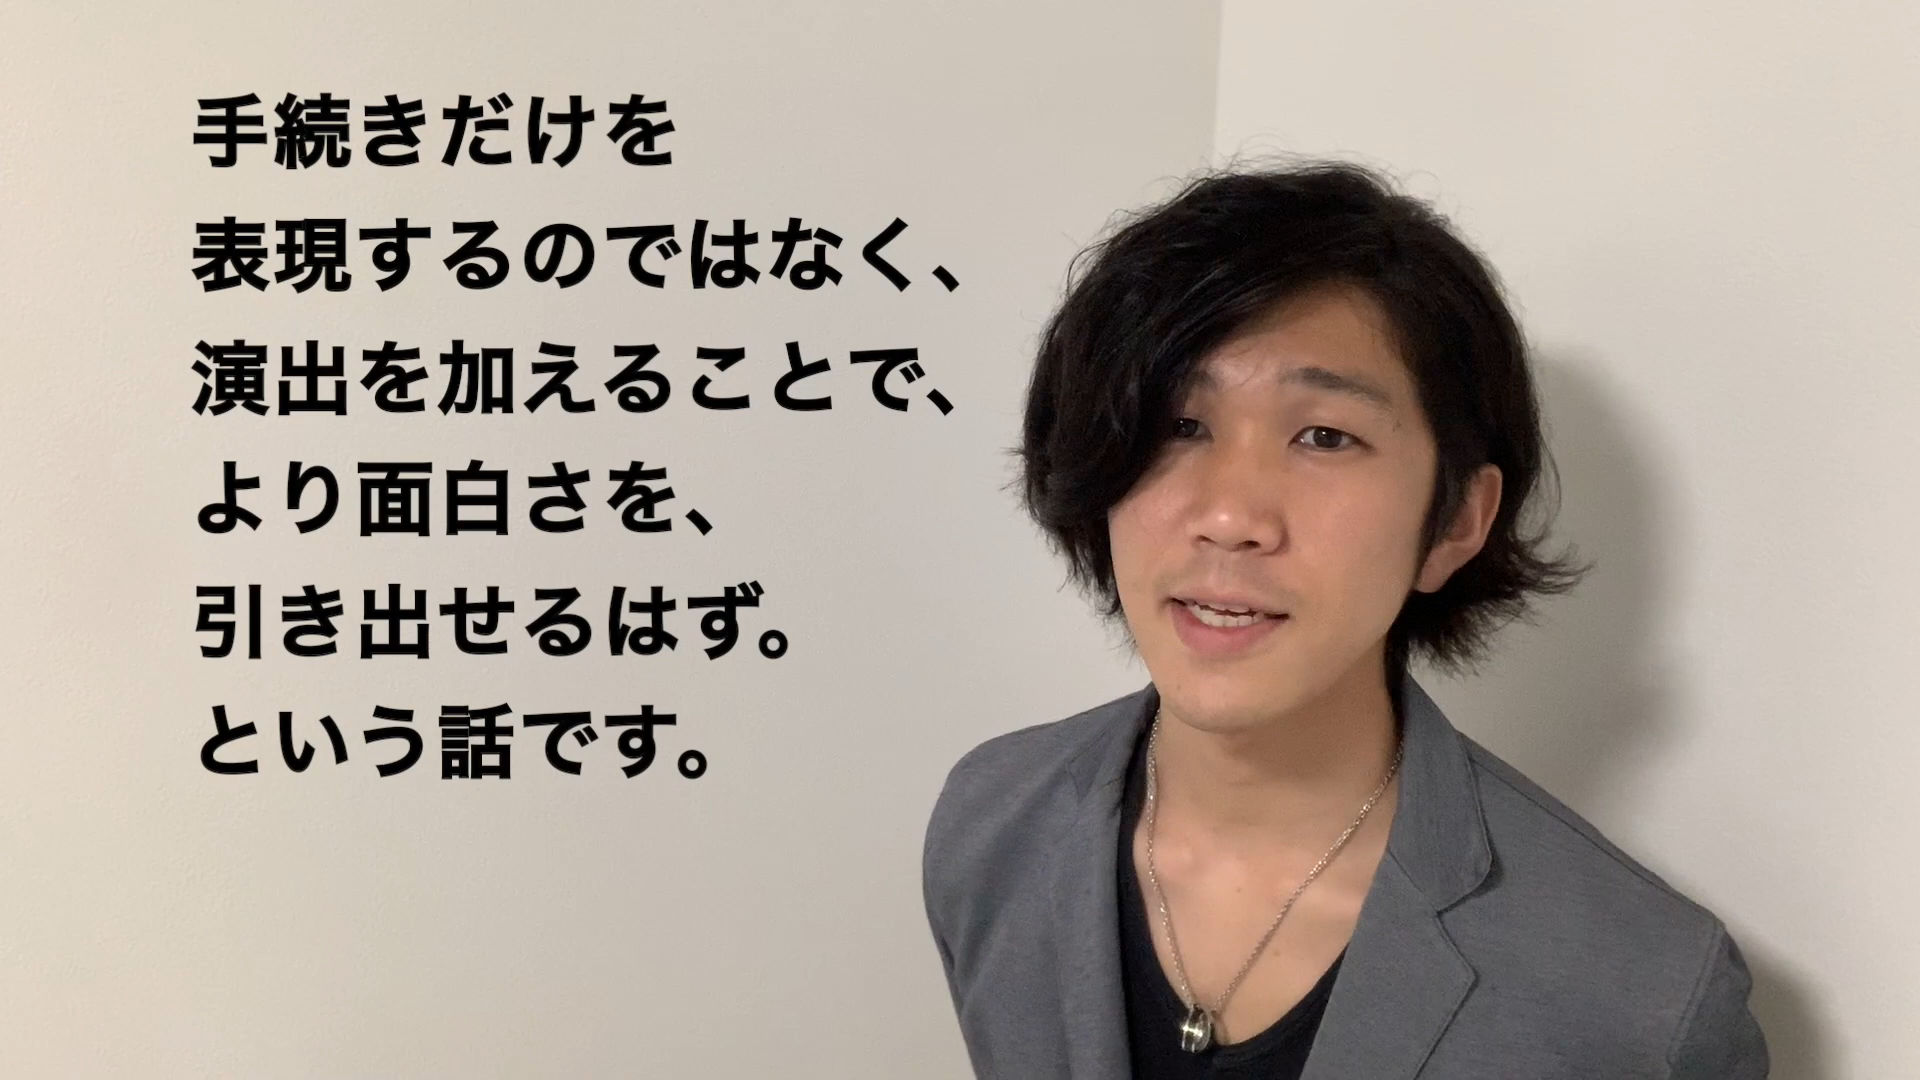 手続きだけを
表現するのではなく、
演出を加えることで、
より面白さを、
引き出せるはず。
という話です。